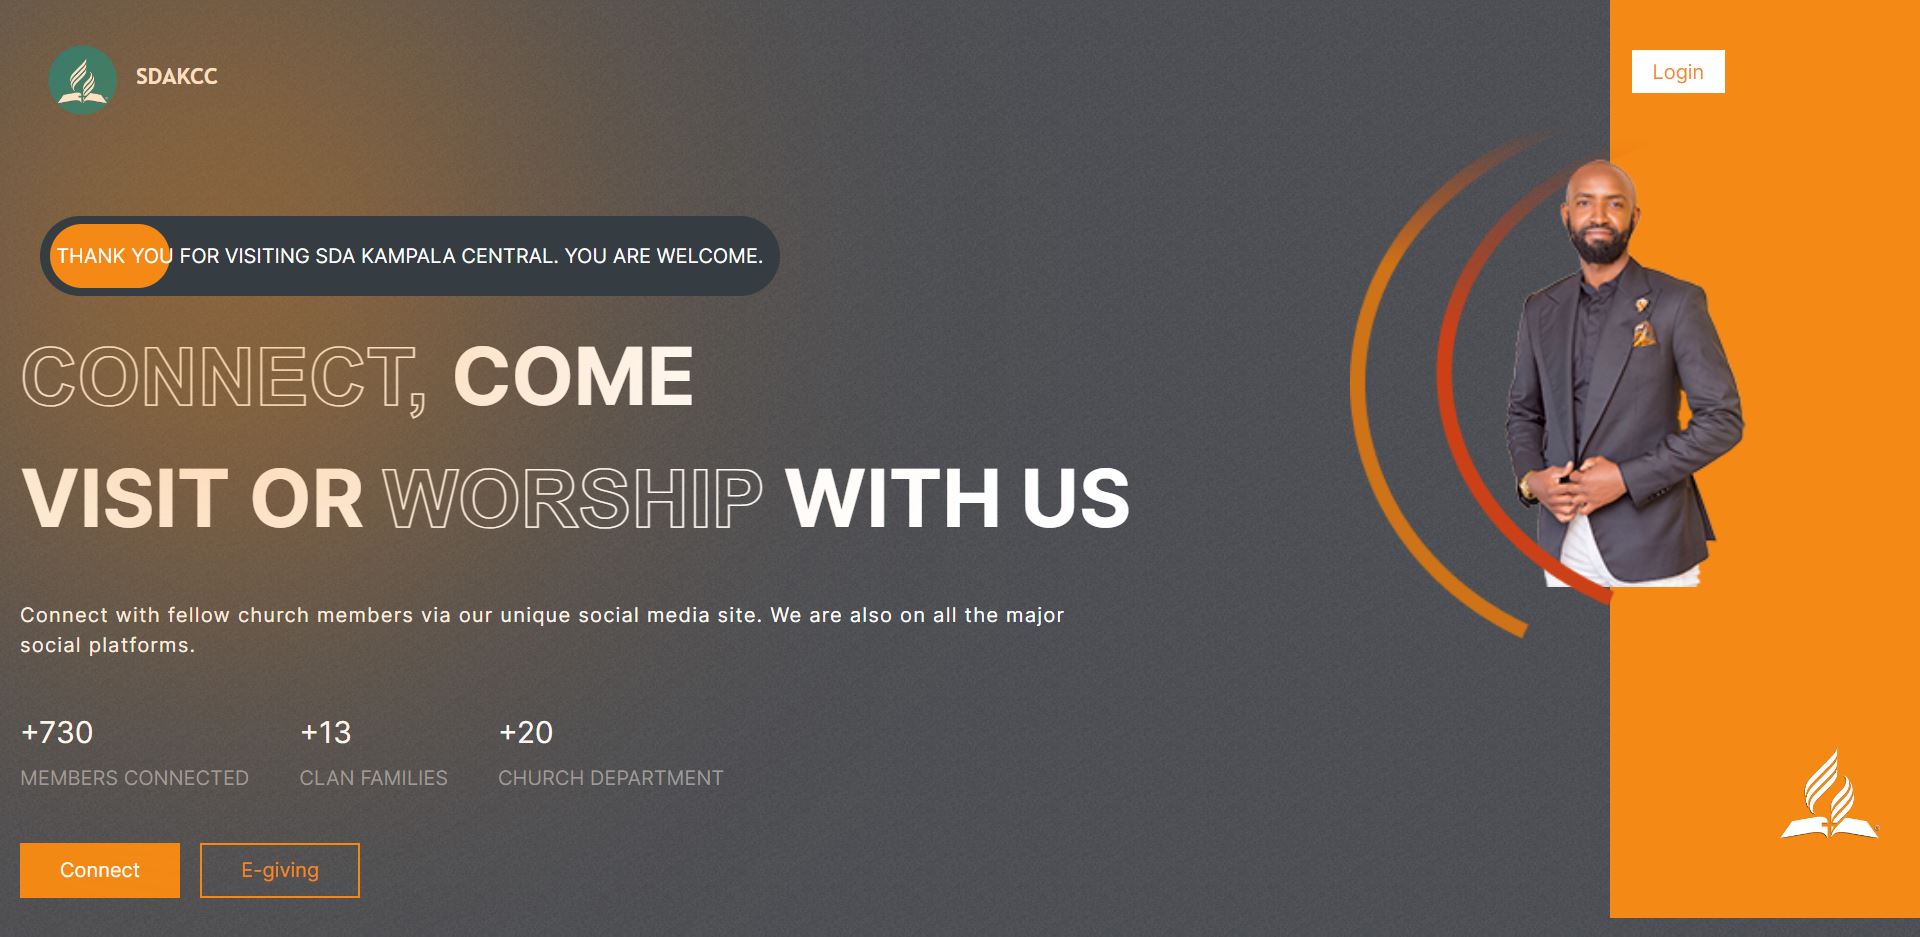 SDAKCC
Login
THANK YOU FOR VISITING SDA KAMPALA CENTRAL. YOU ARE WELCOME.
CONNECT, COME
VISIT OR WORSHIP WITH US
Connect with fellow church members via our unique social media site. We are also on all the major
social platforms.
+730
MEMBERS CONNECTED
+13
CLAN FAMILIES
+20
CHURCH DEPARTMENT
Connect
E-giving